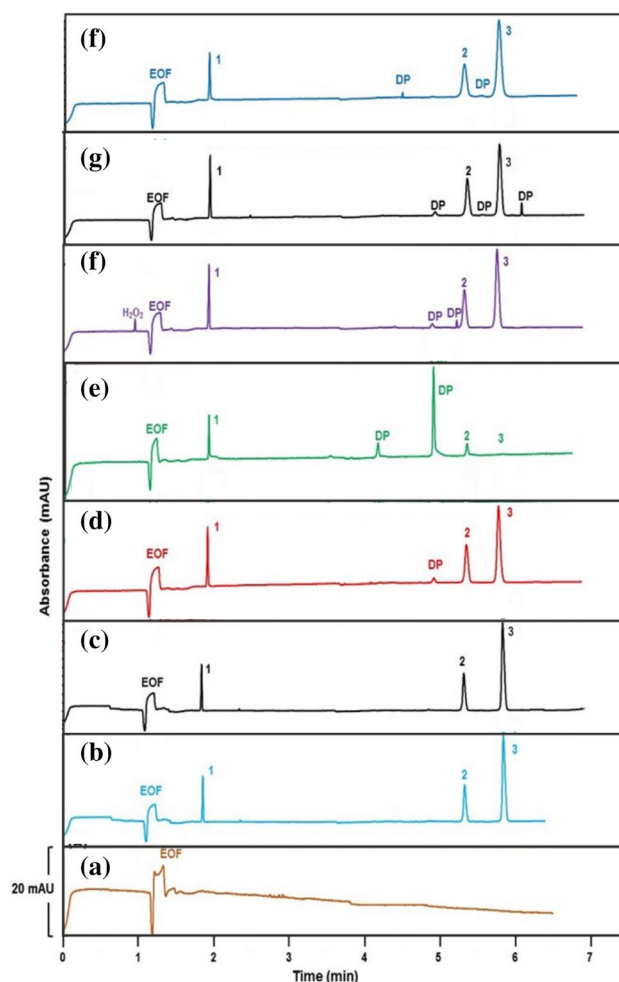 (f)
EOF
1
DP
2
DP
3
(g)
EOF
1
DP
2
DP
3
DP
(f)
H₂O₂
EOF
1
DP
DP
2
3
(e)
EOF
1
DP
DP
2
3
(d)
EOF
1
DP
2
3
(c)
EOF
1
2
3
(b)
EOF
1
2
3
(a)
EOF
20 mAU
Absorbance (mAU)
0 1 2 3 4 5 6 7
Time (min)